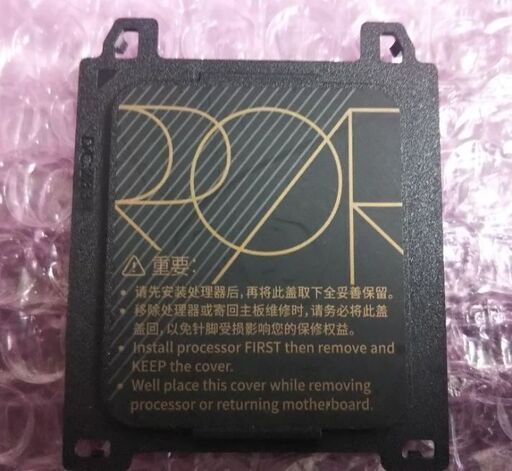 ROG
⚠ 重要:
• 请先安装处理器后,再将此盖取下全妥善保留。
• 移除处理器或寄回主板维修时,请务必将此盖
盖回,以免针脚受损影响您的保修权益。
• Install processor FIRST then remove and
KEEP the cover.
• Well place this cover while removing
processor or returning motherboard.